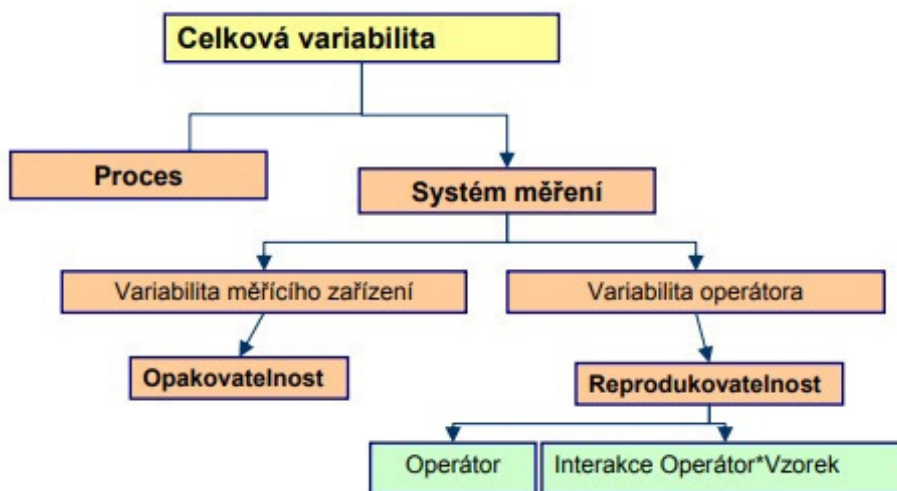 Celková variabilita
Proces
Systém měření
Variabilita měřícího zařízení
Variabilita operátora
Opakovatelnost
Reprodukovatelnost
Operátor
Interakce Operátor*Vzorek